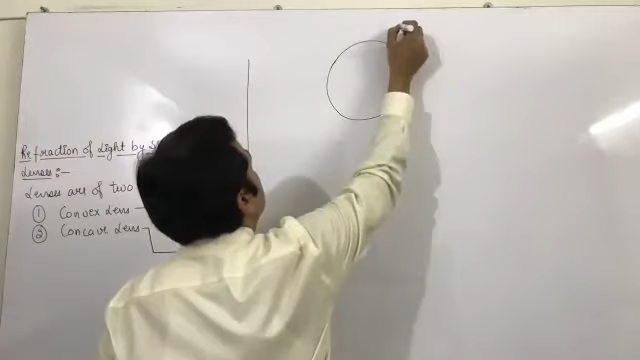 Refraction of Light by
Lenses :-
Lenses are of two
① Convex Lens
② Concave Lens